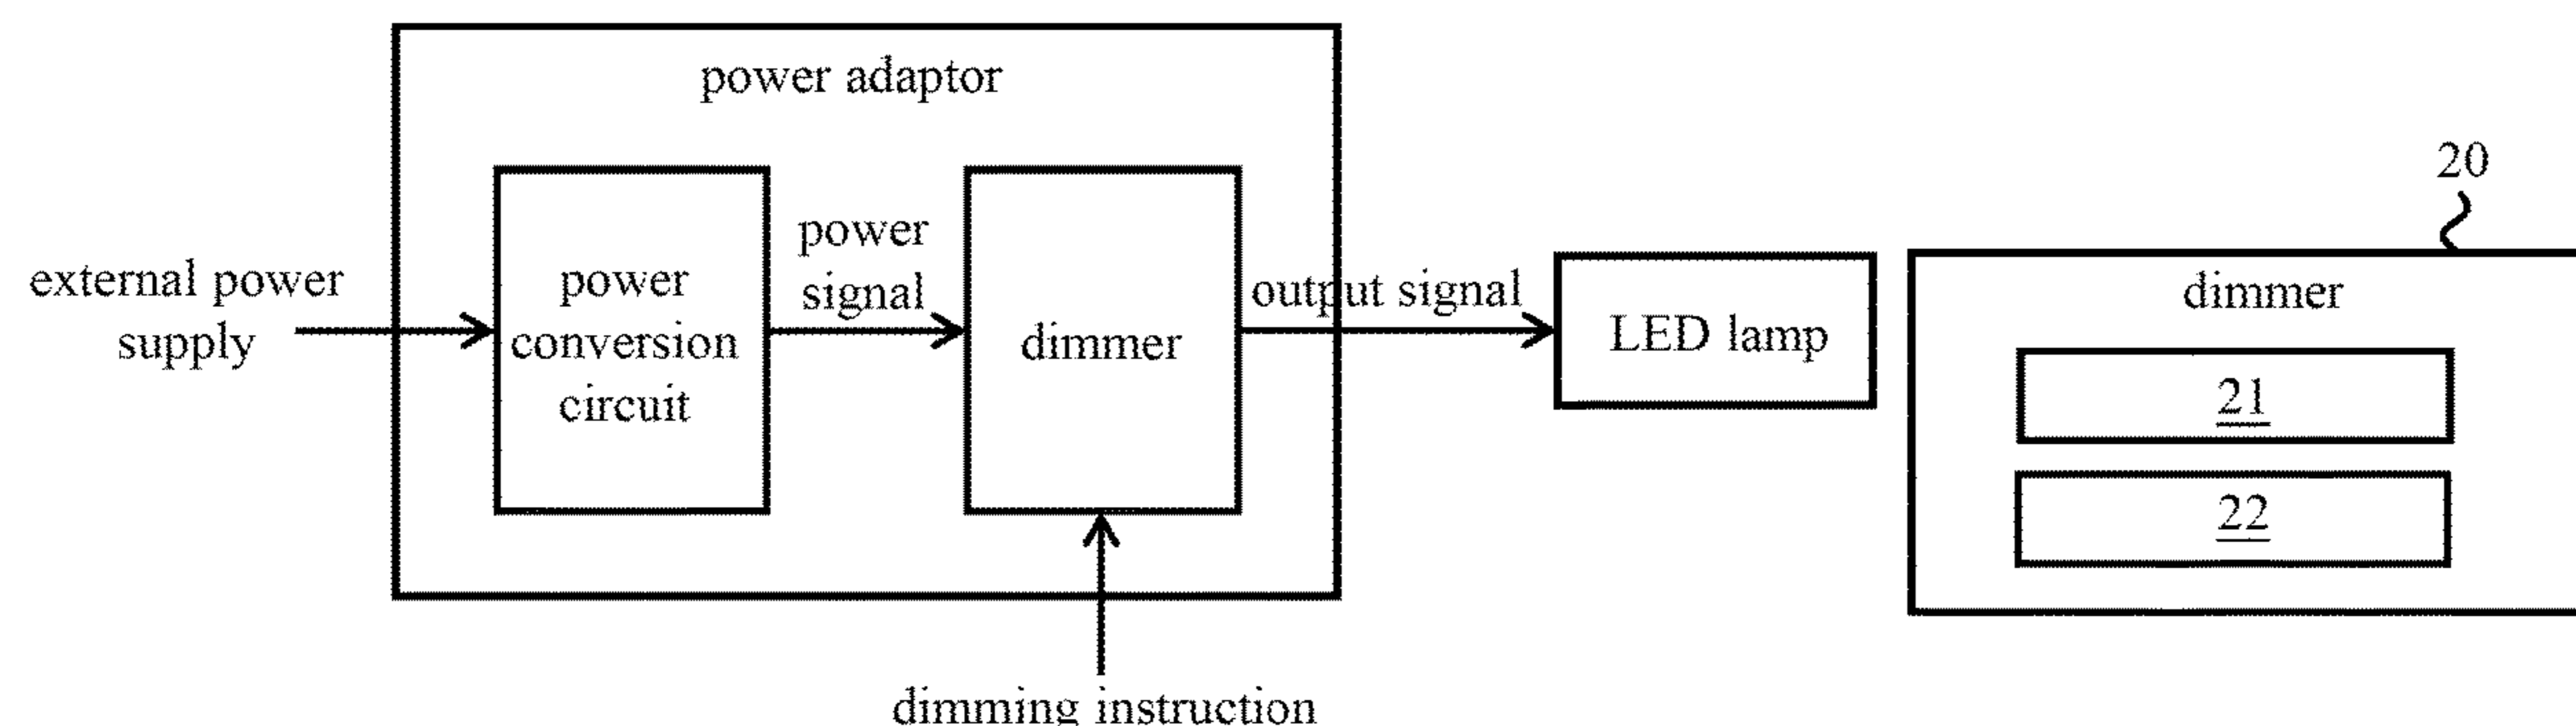 power adaptor
external power
supply
power
conversion
circuit
power
signal
dimmer
output signal
LED lamp
dimming instruction
20
dimmer
21
22